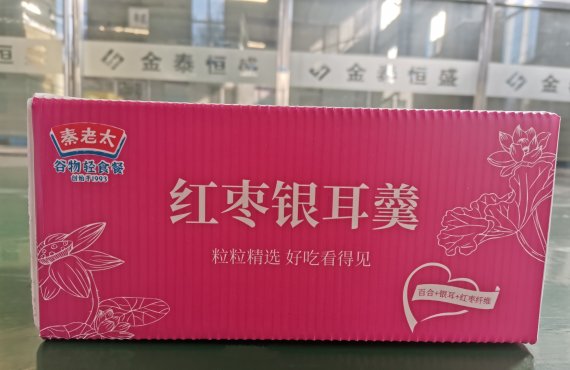 金泰恒盛
金泰恒盛
金泰恒盛
秦老太
谷物轻食餐
创始于1993
红枣银耳羹
粒粒精选 好吃看得见
百合+银耳+红枣纤维